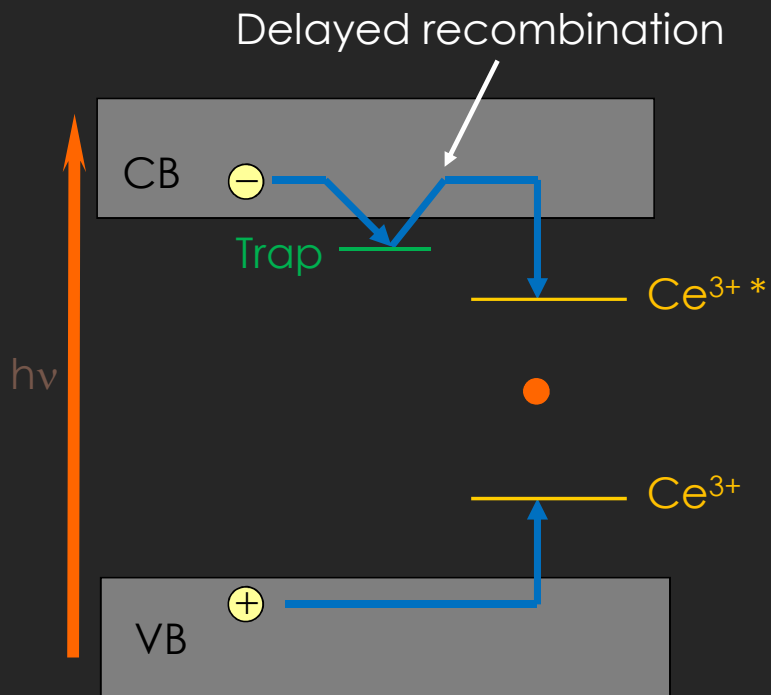 Delayed recombination
CB
−
Trap
Ce³⁺ *
hν
Ce³⁺
+
VB